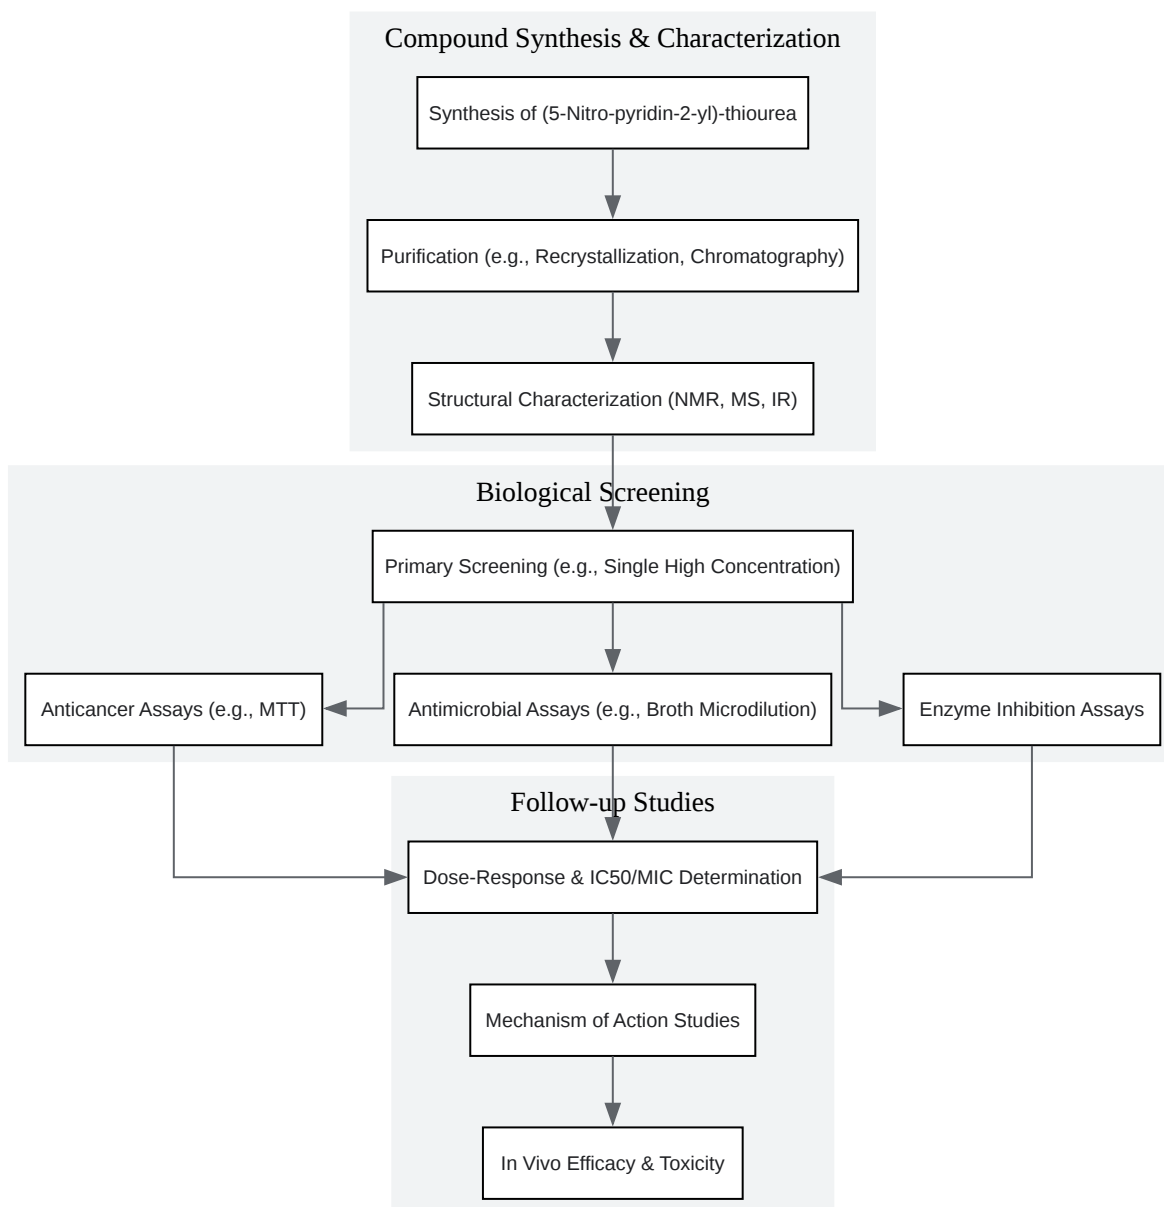 Compound Synthesis & Characterization
Synthesis of (5-Nitro-pyridin-2-yl)-thiourea
Purification (e.g., Recrystallization, Chromatography)
Structural Characterization (NMR, MS, IR)
Biological Screening
Primary Screening (e.g., Single High Concentration)
Anticancer Assays (e.g., MTT)
Antimicrobial Assays (e.g., Broth Microdilution)
Enzyme Inhibition Assays
Follow-up Studies
Dose-Response & IC50/MIC Determination
Mechanism of Action Studies
In Vivo Efficacy & Toxicity